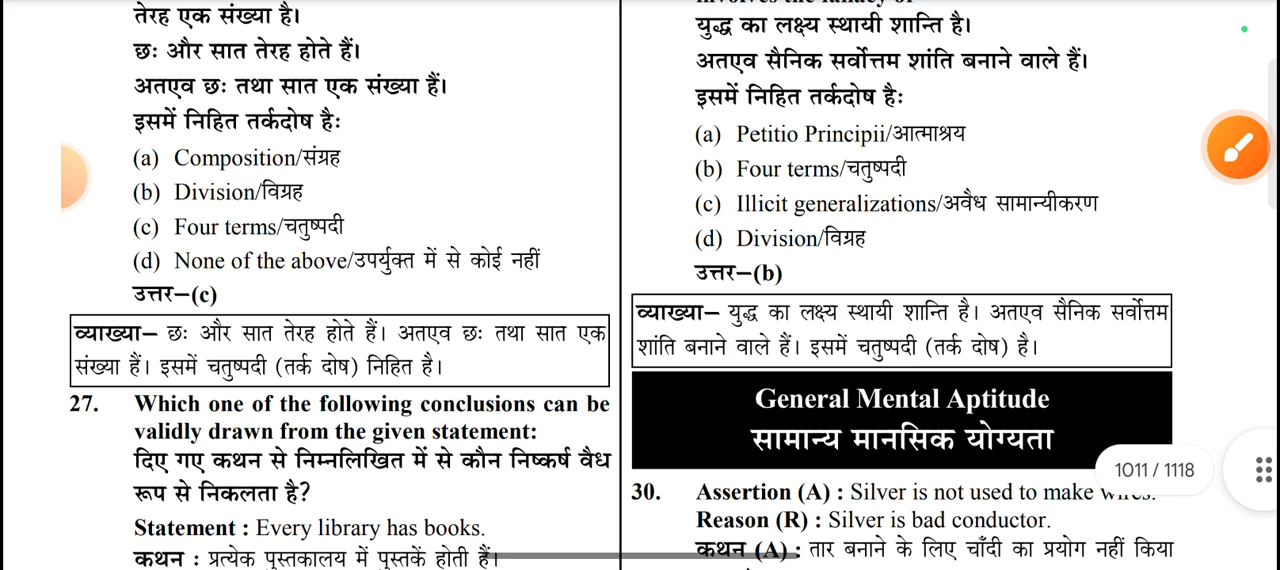 तेरह एक संख्या है।
छः और सात तेरह होते हैं।
अतएव छः तथा सात एक संख्या हैं।
इसमें निहित तर्कदोष हैः
(a) Composition/संग्रह
(b) Division/विग्रह
(c) Four terms/चतुष्पदी
(d) None of the above/उपर्युक्त में से कोई नहीं
उत्तर–(c)
व्याख्या– छः और सात तेरह होते हैं। अतएव छः तथा सात एक
संख्या हैं। इसमें चतुष्पदी (तर्क दोष) निहित है।
27. Which one of the following conclusions can be
validly drawn from the given statement:
दिए गए कथन से निम्नलिखित में से कौन निष्कर्ष वैध
रूप से निकलता है?
Statement : Every library has books.
कथन : प्रत्येक पुस्तकालय में पुस्तकें होती हैं।
युद्ध का लक्ष्य स्थायी शान्ति है।
अतएव सैनिक सर्वोत्तम शांति बनाने वाले हैं।
इसमें निहित तर्कदोष हैः
(a) Petitio Principii/आत्माश्रय
(b) Four terms/चतुष्पदी
(c) Illicit generalizations/अवैध सामान्यीकरण
(d) Division/विग्रह
उत्तर–(b)
व्याख्या– युद्ध का लक्ष्य स्थायी शान्ति है। अतएव सैनिक सर्वोत्तम
शांति बनाने वाले हैं। इसमें चतुष्पदी (तर्क दोष) है।
General Mental Aptitude
सामान्य मानसिक योग्यता
1011 / 1118
30. Assertion (A) : Silver is not used to make wires.
Reason (R) : Silver is bad conductor.
कथन (A) : तार बनाने के लिए चाँदी का प्रयोग नहीं किया